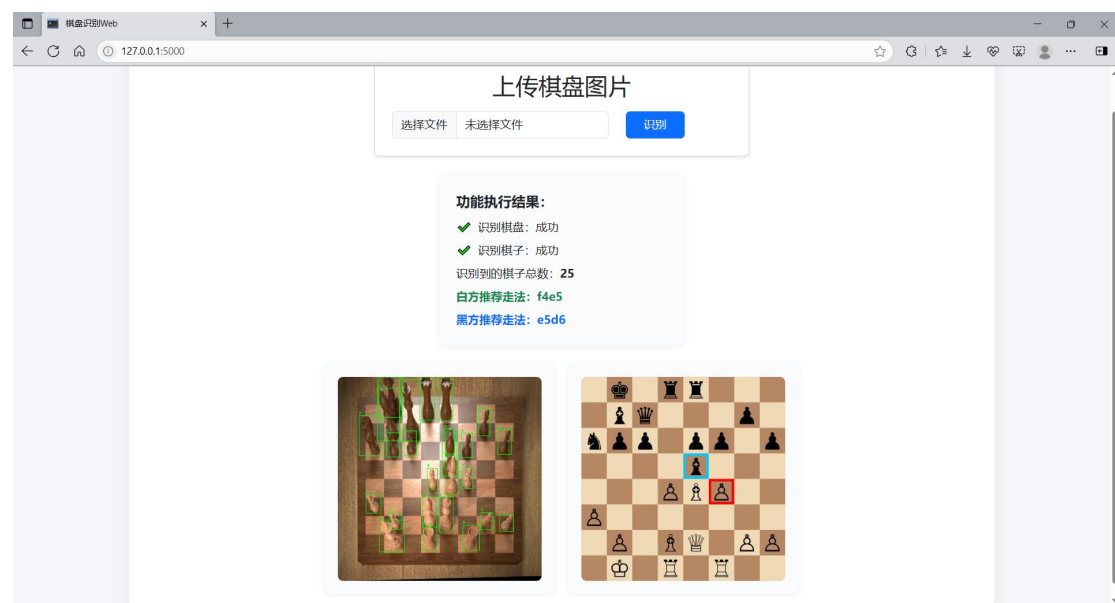 棋盘识别Web
127.0.0.1:5000
上传棋盘图片
选择文件 未选择文件 识别
功能执行结果：
识别棋盘：成功
识别棋子：成功
识别到的棋子总数：25
白方推荐走法：f4e5
黑方推荐走法：e5d6